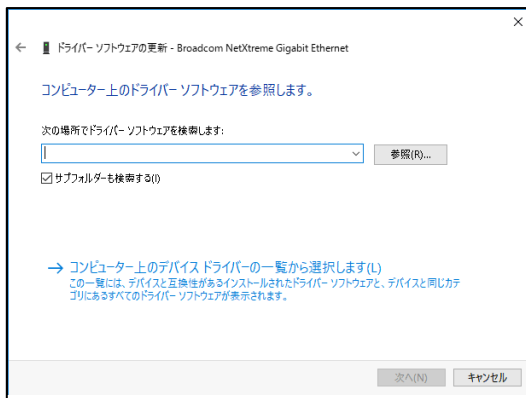 ドライバー ソフトウェアの更新 - Broadcom NetXtreme Gigabit Ethernet
コンピューター上のドライバー ソフトウェアを参照します。
次の場所でドライバー ソフトウェアを検索します:
参照(R)...
サブフォルダーも検索する(I)
コンピューター上のデバイス ドライバーの一覧から選択します(L)
この一覧には、デバイスと互換性があるインストールされたドライバー ソフトウェアと、デバイスと同じカテ
ゴリにあるすべてのドライバー ソフトウェアが表示されます。
次へ(N)
キャンセル